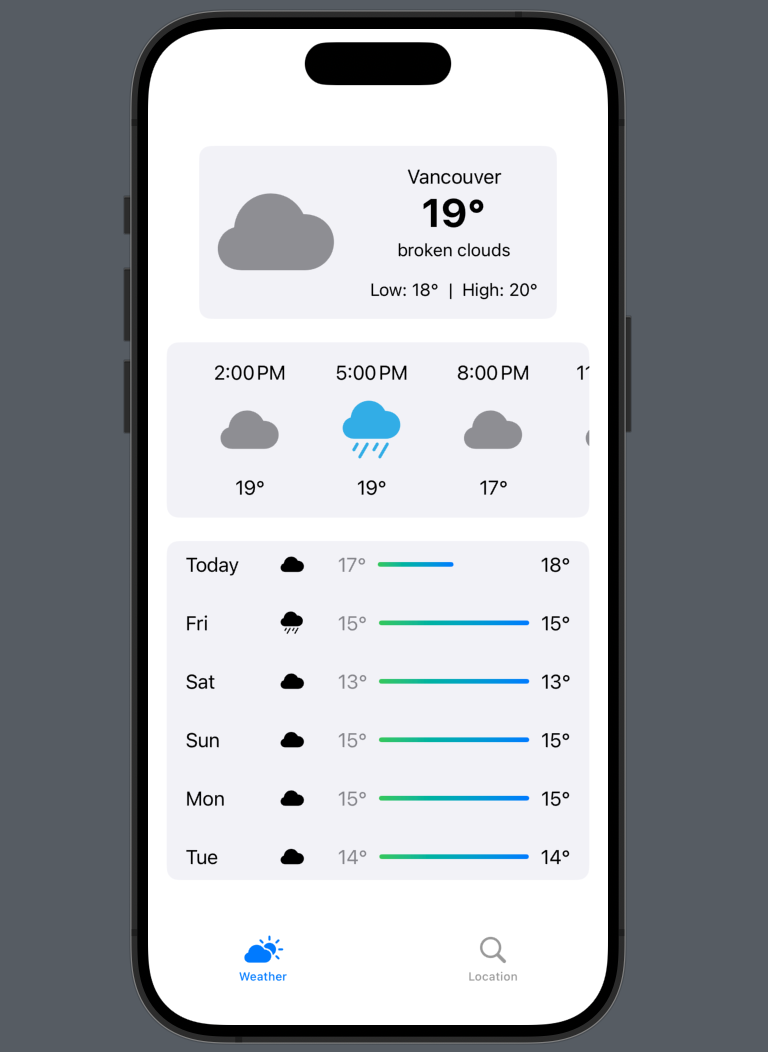 Vancouver
19°
broken clouds
Low: 18° | High: 20°
2:00 PM 5:00 PM 8:00 PM
19° 19° 17°
Today 17° 18°
Fri 15° 15°
Sat 13° 13°
Sun 15° 15°
Mon 15° 15°
Tue 14° 14°
Weather Location